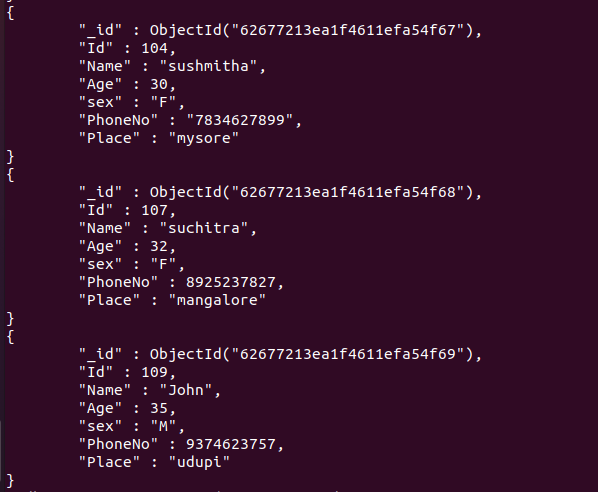 {
"_id" : ObjectId("62677213ea1f4611efa54f67"),
"Id" : 104,
"Name" : "sushmitha",
"Age" : 30,
"sex" : "F",
"PhoneNo" : "7834627899",
"Place" : "mysore"
}
{
"_id" : ObjectId("62677213ea1f4611efa54f68"),
"Id" : 107,
"Name" : "suchitra",
"Age" : 32,
"sex" : "F",
"PhoneNo" : 8925237827,
"Place" : "mangalore"
}
{
"_id" : ObjectId("62677213ea1f4611efa54f69"),
"Id" : 109,
"Name" : "John",
"Age" : 35,
"sex" : "M",
"PhoneNo" : 9374623757,
"Place" : "udupi"
}